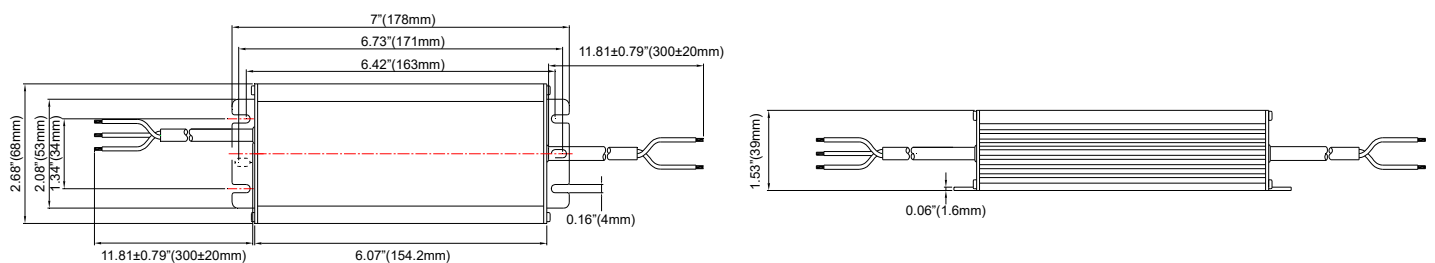 7”(178mm)
6.73”(171mm)
11.81±0.79”(300±20mm)
6.42”(163mm)
2.68”(68mm)
2.08”(53mm)
1.34”(34mm)
0.16”(4mm)
11.81±0.79”(300±20mm)
6.07”(154.2mm)
1.53”(39mm)
0.06”(1.6mm)